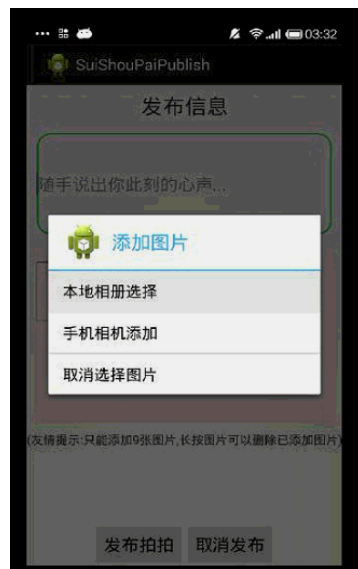 03:32
SuiShouPaiPublish
发布信息
随手说出你此刻的心声...
添加图片
本地相册选择
手机相机添加
取消选择图片
(友情提示:只能添加9张图片,长按图片可以删除已添加图片)
发布拍拍 取消发布